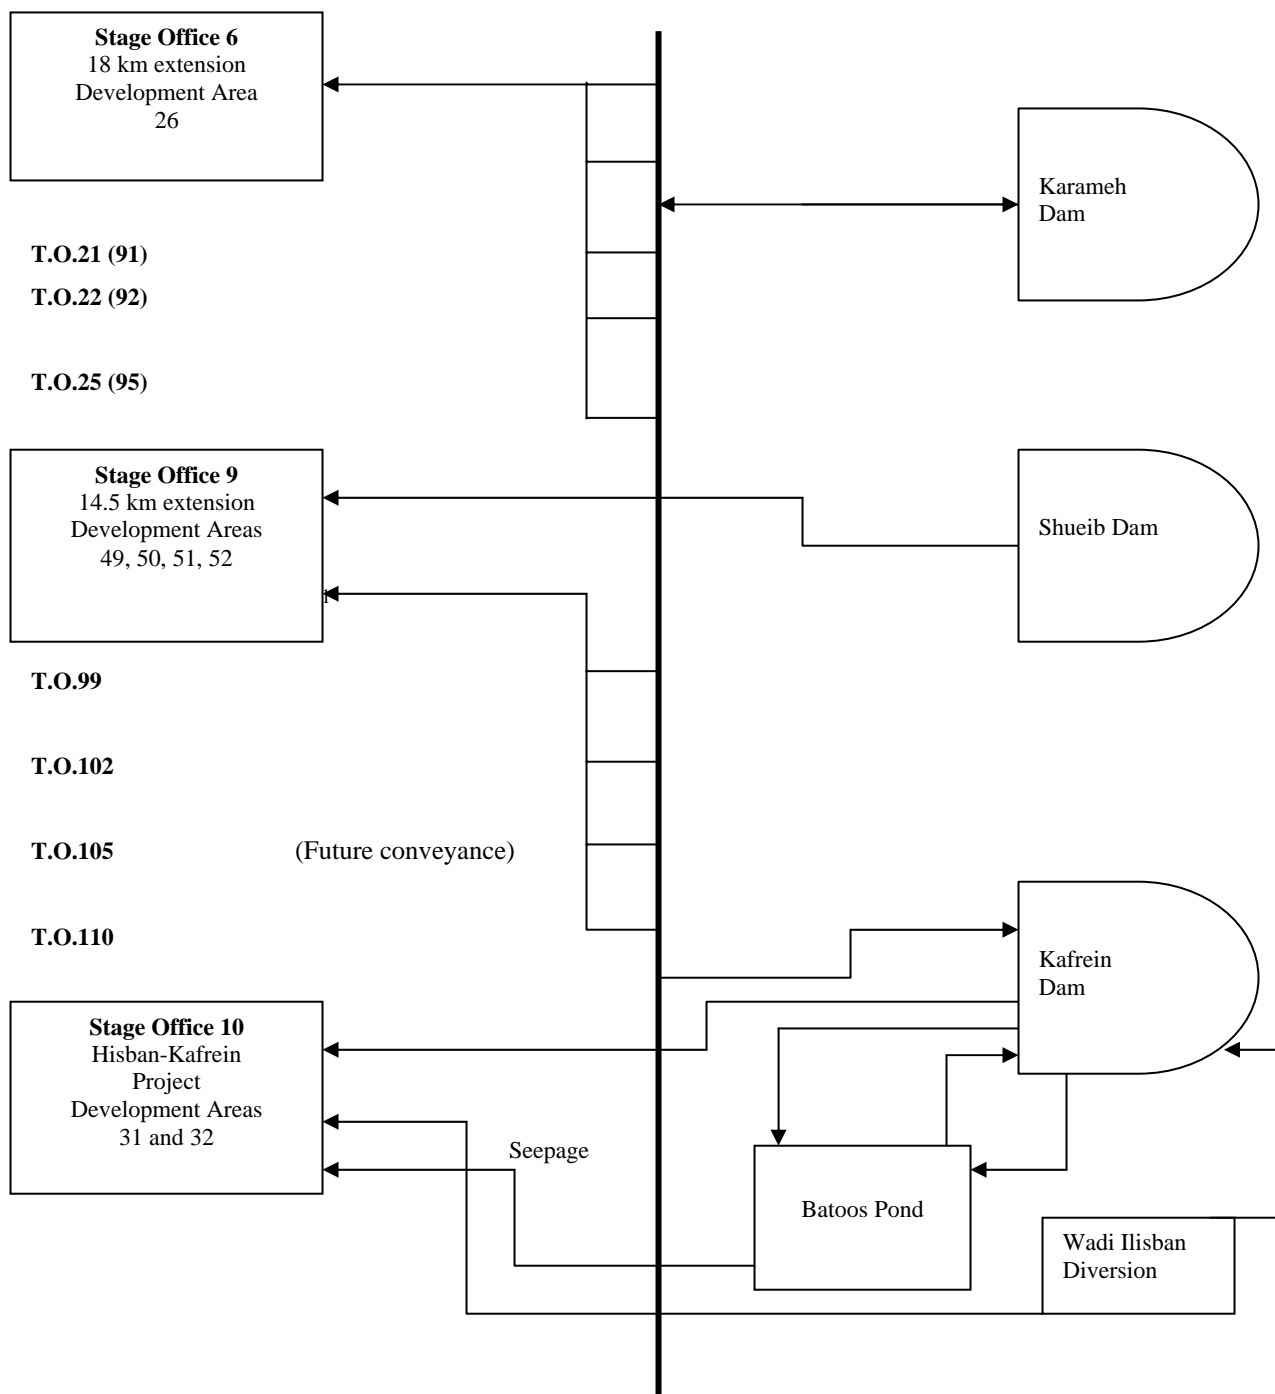 Stage Office 6
18 km extension
Development Area
26
Karameh
Dam
T.O.21 (91)
T.O.22 (92)
T.O.25 (95)
Stage Office 9
14.5 km extension
Development Areas
49, 50, 51, 52
Shueib Dam
T.O.99
T.O.102
T.O.105
(Future conveyance)
T.O.110
Kafrein
Dam
Stage Office 10
Hisban-Kafrein
Project
Development Areas
31 and 32
Seepage
Batoos Pond
Wadi Ilisban
Diversion